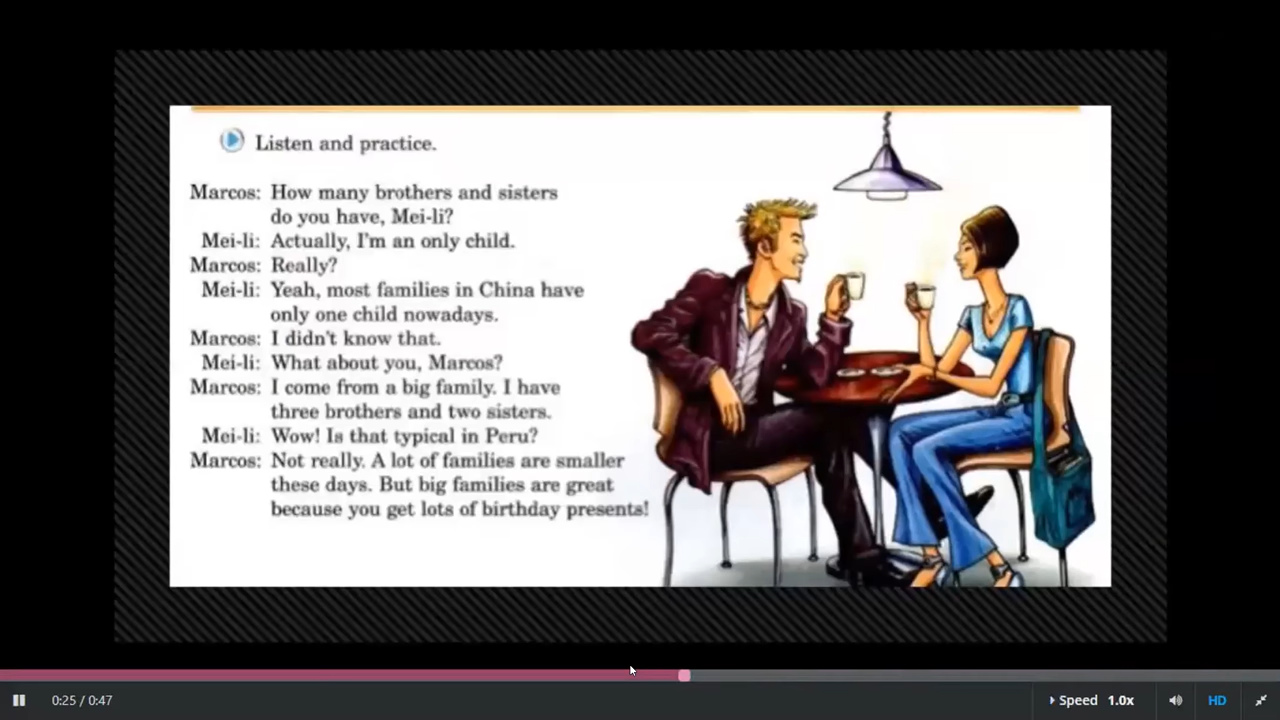 Listen and practice.
Marcos: How many brothers and sisters
do you have, Mei-li?
Mei-li: Actually, I'm an only child.
Marcos: Really?
Mei-li: Yeah, most families in China have
only one child nowadays.
Marcos: I didn't know that.
Mei-li: What about you, Marcos?
Marcos: I come from a big family. I have
three brothers and two sisters.
Mei-li: Wow! Is that typical in Peru?
Marcos: Not really. A lot of families are smaller
these days. But big families are great
because you get lots of birthday presents!
0:25 / 0:47
Speed 1.0x
HD